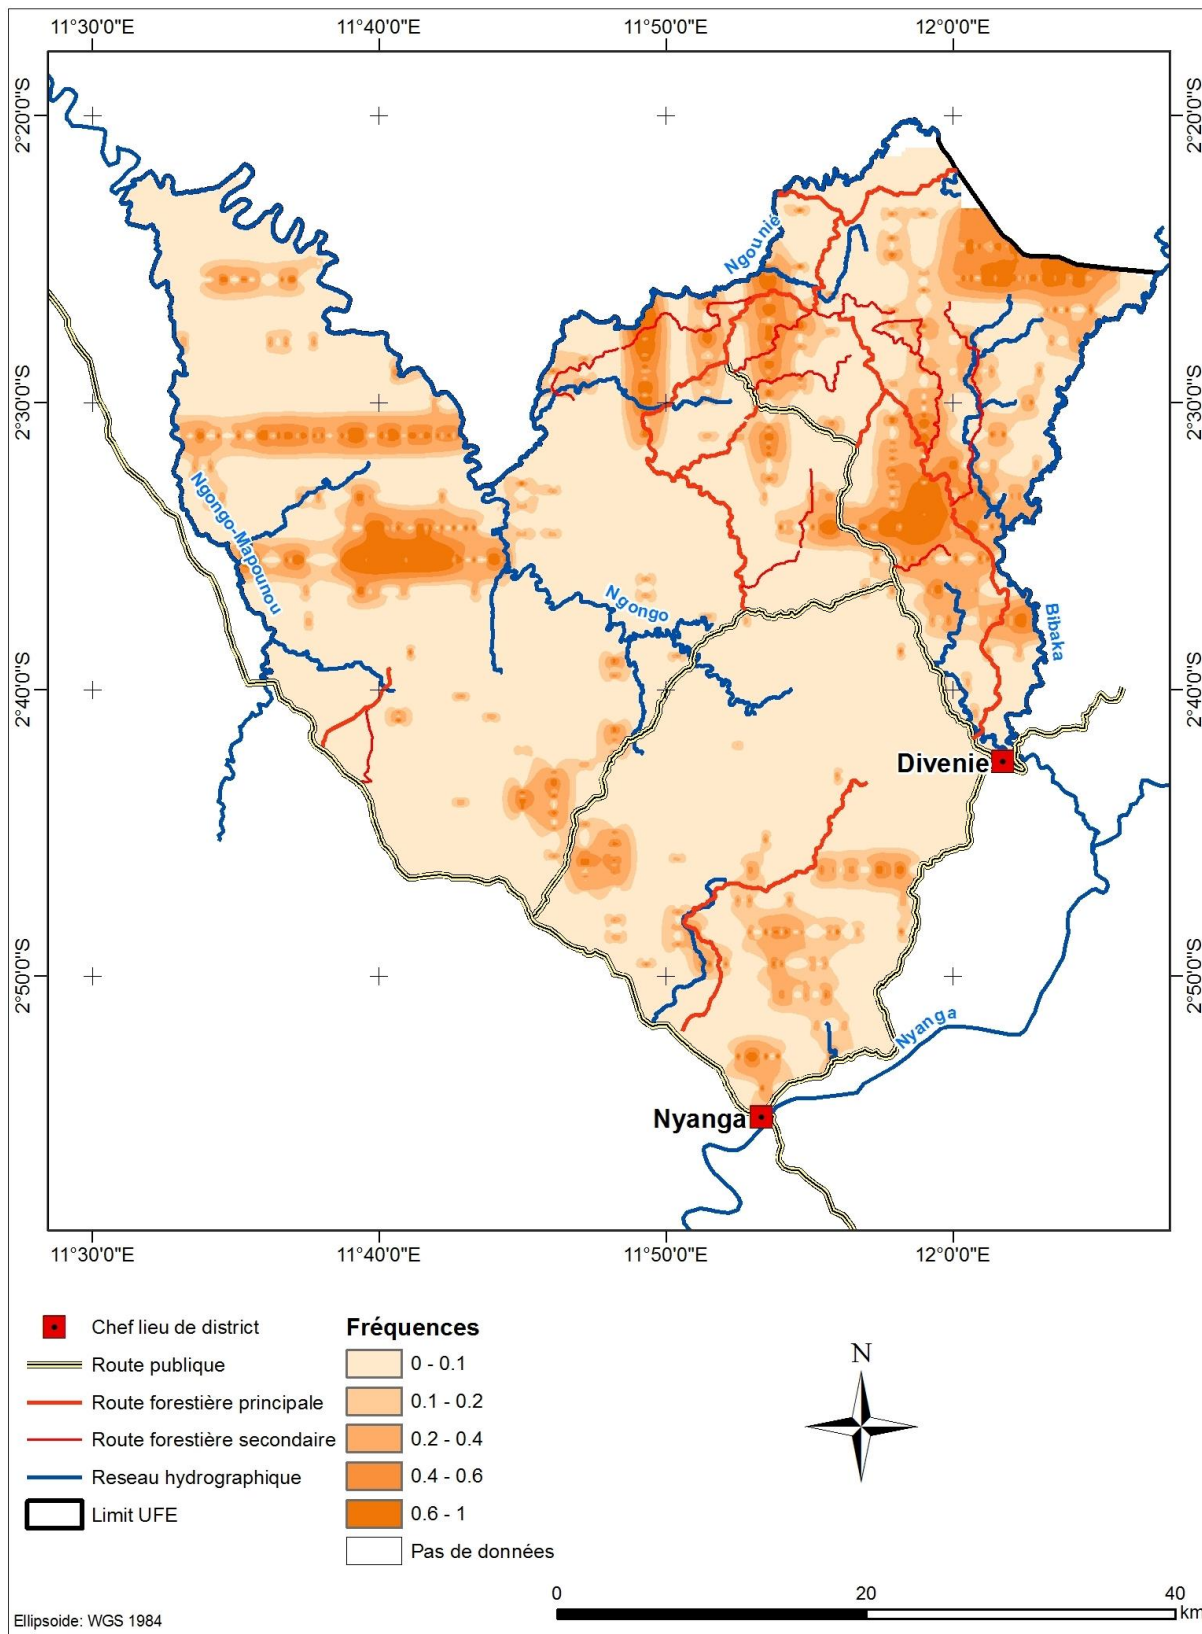 11°30'0"E 11°40'0"E 11°50'0"E 12°0'0"E
2°20'0"S 2°20'0"S
Ngounié
2°30'0"S 2°30'0"S
Ngongo-Mapounou
Ngongo
Bibaka
2°40'0"S 2°40'0"S
Divenie
2°50'0"S 2°50'0"S
Nyanga
Nyanga
11°30'0"E 11°40'0"E 11°50'0"E 12°0'0"E
Chef lieu de district
Route publique
Route forestière principale
Route forestière secondaire
Reseau hydrographique
Limit UFE
Fréquences
0 - 0.1
0.1 - 0.2
0.2 - 0.4
0.4 - 0.6
0.6 - 1
Pas de données
N
0 20 40
km
Ellipsoide: WGS 1984